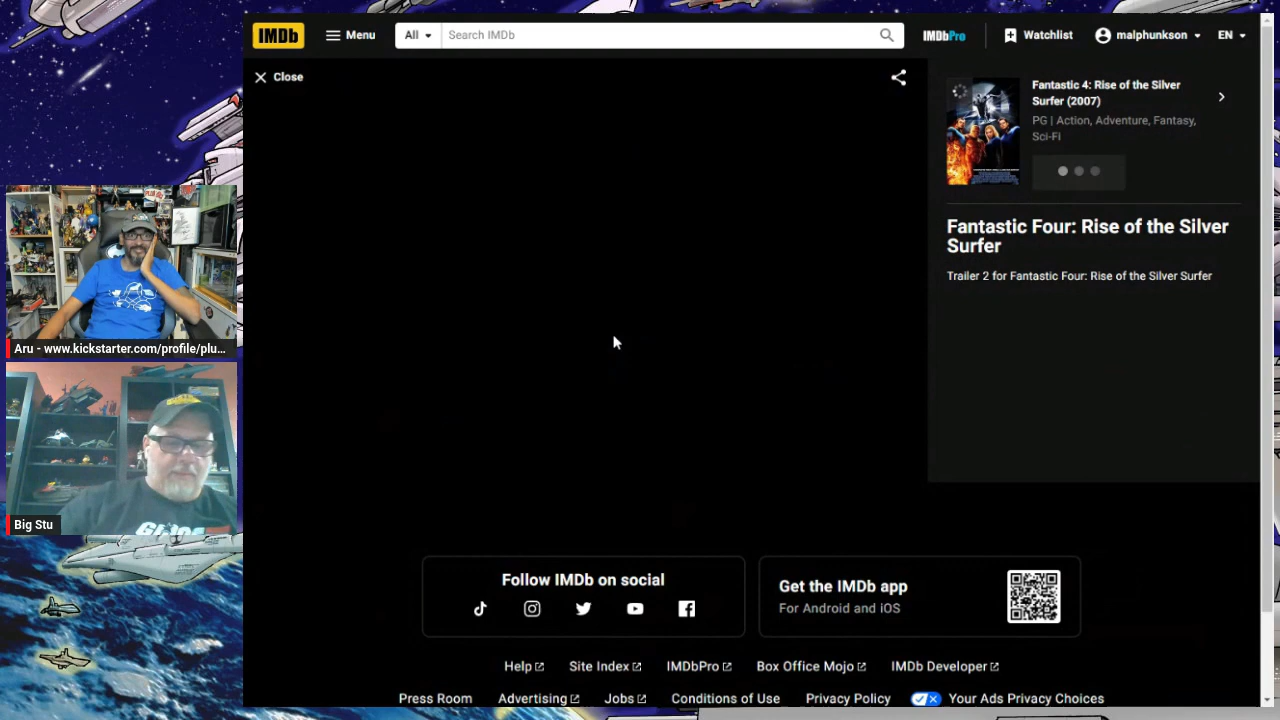 IMDb
Menu
All
Search IMDb
IMDbPro
Watchlist
malphunkson
EN
Close
Fantastic 4: Rise of the Silver
Surfer (2007)
PG | Action, Adventure, Fantasy,
Sci-Fi
Fantastic Four: Rise of the Silver
Surfer
Trailer 2 for Fantastic Four: Rise of the Silver Surfer
Aru - www.kickstarter.com/profile/plu...
Big Stu
Follow IMDb on social
Get the IMDb app
For Android and iOS
Help
Site Index
IMDbPro
Box Office Mojo
IMDb Developer
Press Room
Advertising
Jobs
Conditions of Use
Privacy Policy
Your Ads Privacy Choices